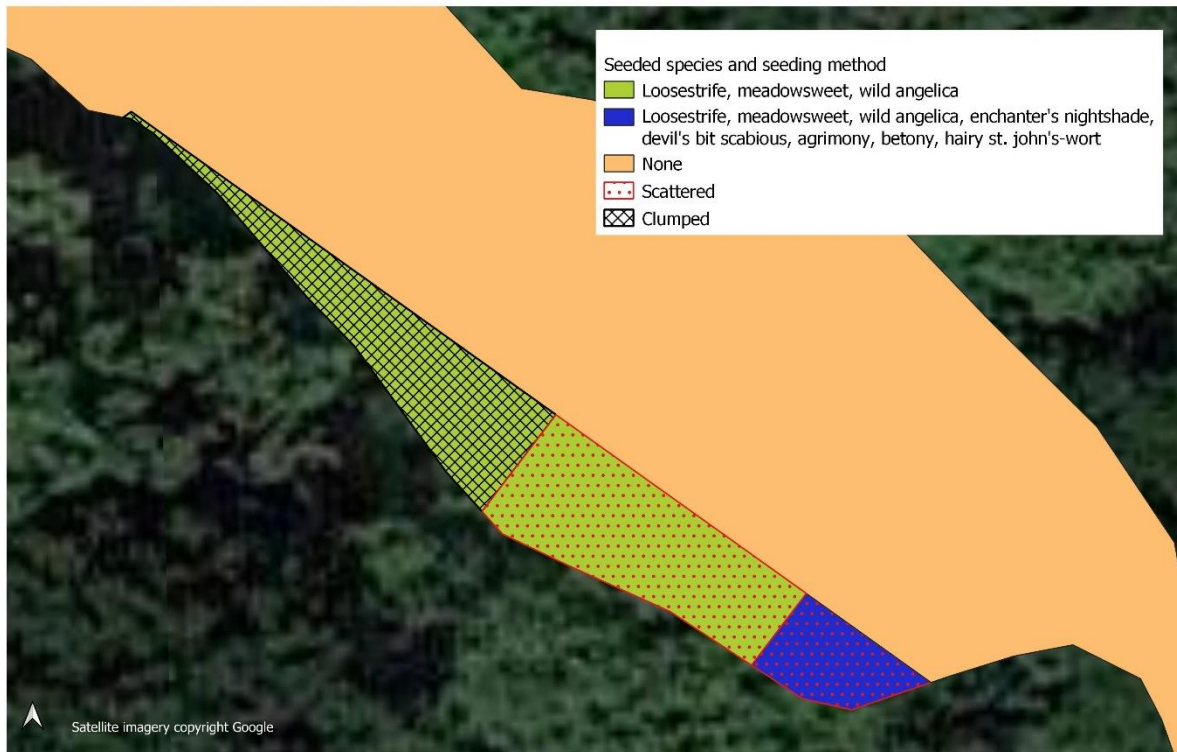 Seeded species and seeding method
Loosestrife, meadowsweet, wild angelica
Loosestrife, meadowsweet, wild angelica, enchanter's nightshade,
devil's bit scabious, agrimony, betony, hairy st. john's-wort
None
Scattered
Clumped
Satellite imagery copyright Google